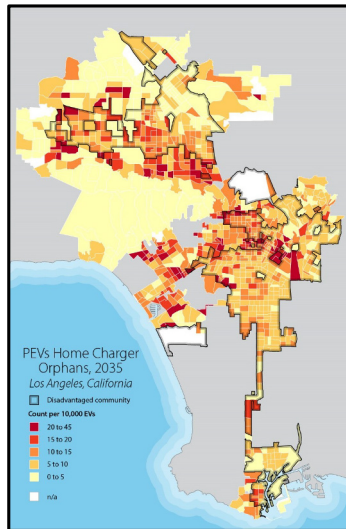 PEVs Home Charger
Orphans, 2035
Los Angeles, California
Disadvantaged community
Count per 10,000 EVs
20 to 45
15 to 20
10 to 15
5 to 10
0 to 5
n/a